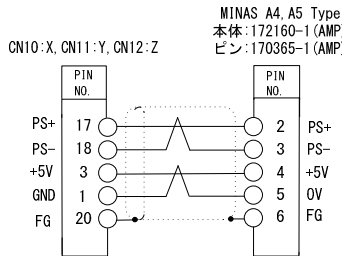 MINAS A4, A5 Type
本体:172160-1(AMP)
CN10:X, CN11:Y, CN12:Z
ピン:170365-1(AMP)
PIN NO.
PIN NO.
PS+ 17 2 PS+
PS- 18 3 PS-
+5V 3 4 +5V
GND 1 5 0V
FG 20 6 FG